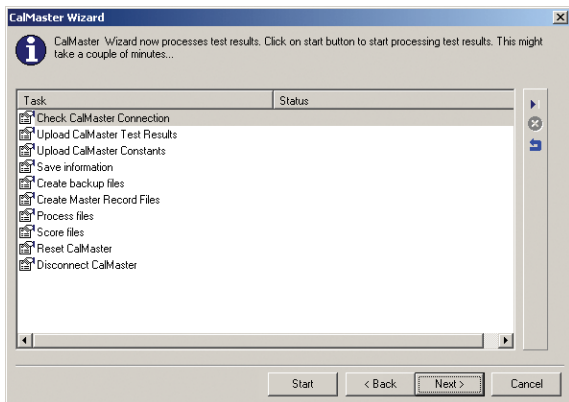 CalMaster Wizard
CalMaster Wizard now processes test results. Click on start button to start processing test results. This might
take a couple of minutes...
Task Status
Check CalMaster Connection
Upload CalMaster Test Results
Upload CalMaster Constants
Save information
Create backup files
Create Master Record Files
Process files
Score files
Reset CalMaster
Disconnect CalMaster
Start < Back Next > Cancel